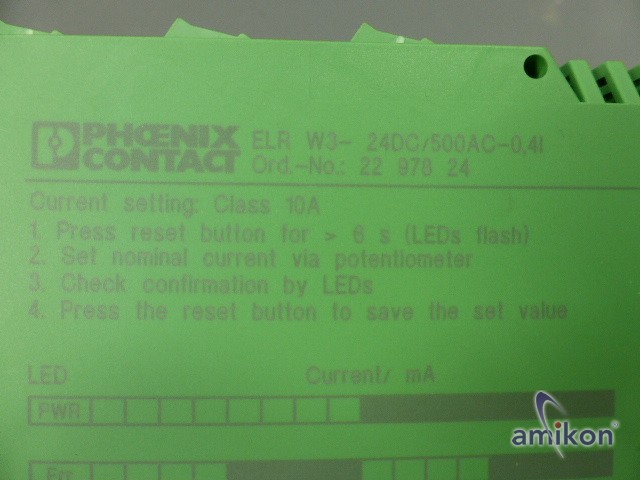 PHŒNIX CONTACT
ELR W3- 24DC/500AC-0,4I
Ord.-No.: 22 976 24
Current setting: Class 10A
1. Press reset button for > 6 s (LEDs flash)
2. Set nominal current via potentiometer
3. Check confirmation by LEDs
4. Press the reset button to save the set value
LED Current/ mA
PWR
Err
amikon